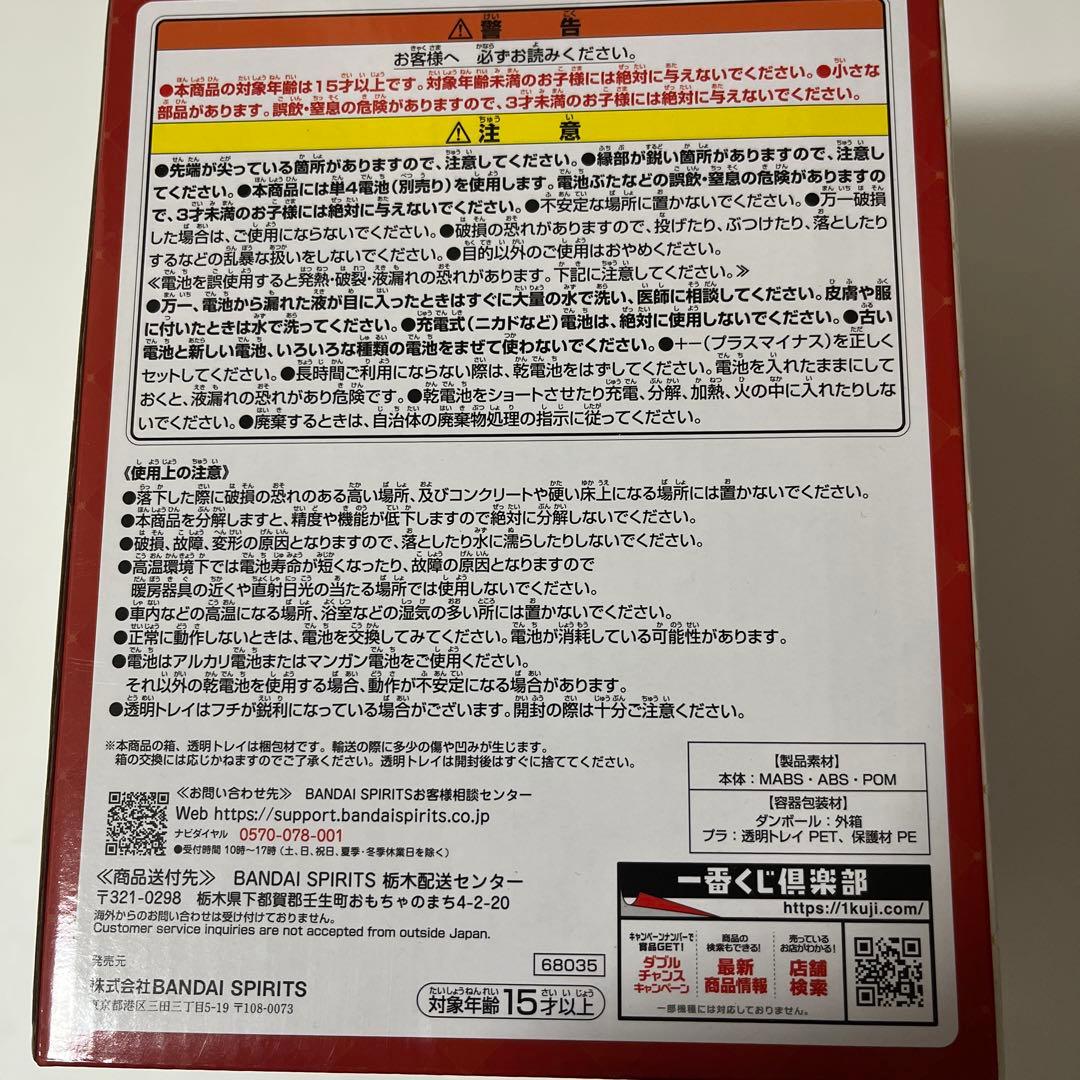 ⚠警告
お客様へ 必ずお読みください。
●本商品の対象年齢は15才以上です。対象年齢未満のお子様には絶対に与えないでください。●小さな
部品があります。誤飲・窒息の危険がありますので、3才未満のお子様には絶対に与えないでください。
⚠注意
●先端が尖っている箇所がありますので、注意してください。●縁部が鋭い箇所がありますので、注意し
てください。●本商品には単4電池(別売り)を使用します。電池ぶたなどの誤飲・窒息の危険があります
ので、3才未満のお子様には絶対に与えないでください。●不安定な場所に置かないでください。●万一破損
した場合は、ご使用にならないでください。●破損の恐れがありますので、投げたり、ぶつけたり、落としたり
するなどの乱暴な扱いをしないでください。●目的以外のご使用はおやめください。
≪電池を誤使用すると発熱・破裂・液漏れの恐れがあります。下記に注意してください。≫
●万一、電池から漏れた液が目に入ったときはすぐに大量の水で洗い、医師に相談してください。皮膚や服
に付いたときは水で洗ってください。●充電式(ニカドなど)電池は、絶対に使用しないでください。●古い
電池と新しい電池、いろいろな種類の電池をまぜて使わないでください。●+−(プラスマイナス)を正しく
セットしてください。●長時間ご利用にならない際は、乾電池をはずしてください。電池を入れたままにして
おくと、液漏れの恐れがあり危険です。●乾電池をショートさせたり充電、分解、加熱、火の中に入れたりしな
いでください。●廃棄するときは、自治体の廃棄物処理の指示に従ってください。
《使用上の注意》
●落下した際に破損の恐れのある高い場所、及びコンクリートや硬い床上になる場所には置かないでください。
●本商品を分解しますと、精度や機能が低下しますので絶対に分解しないでください。
●破損、故障、変形の原因となりますので、落としたり水に濡らしたりしないでください。
●高温環境下では電池寿命が短くなったり、故障の原因となりますので
暖房器具の近くや直射日光の当たる場所では使用しないでください。
●車内などの高温になる場所、浴室などの湿気の多い所には置かないでください。
●正常に動作しないときは、電池を交換してみてください。電池が消耗している可能性があります。
●電池はアルカリ電池またはマンガン電池をご使用ください。
それ以外の乾電池を使用する場合、動作が不安定になる場合があります。
●透明トレイはフチが鋭利になっている場合がございます。開封の際は十分ご注意ください。
※本商品の箱、透明トレイは梱包材です。輸送の際に多少の傷や凹みが生じます。
箱の交換には応じかねますのでご了承ください。透明トレイは開封後はすぐに捨ててください。
【製品素材】
本体：MABS・ABS・POM
【容器包装材】
ダンボール：外箱
プラ：透明トレイ PET、保護材 PE
≪お問い合わせ先≫ BANDAI SPIRITSお客様相談センター
Web https://support.bandaispirits.co.jp
ナビダイヤル 0570-078-001
●受付時間 10時〜17時 (土、日、祝日、夏季・冬季休業日を除く)
≪商品送付先≫ BANDAI SPIRITS 栃木配送センター
〒321-0298 栃木県下都賀郡壬生町おもちゃのまち4-2-20
海外からのお問い合わせは受け付けておりません。
Customer service inquiries are not accepted from outside Japan.
発売元
株式会社BANDAI SPIRITS
東京都港区三田三丁目5-19 〒108-0073
68035
対象年齢15才以上
一番くじ倶楽部
https://1kuji.com/
キャンペーンナンバーで
賞品GET!
ダブル
チャンス
キャンペーン
商品の
検索もできる!
最新
商品情報
売っている
お店がわかる!
店舗
検索
一部機種には対応しておりません。